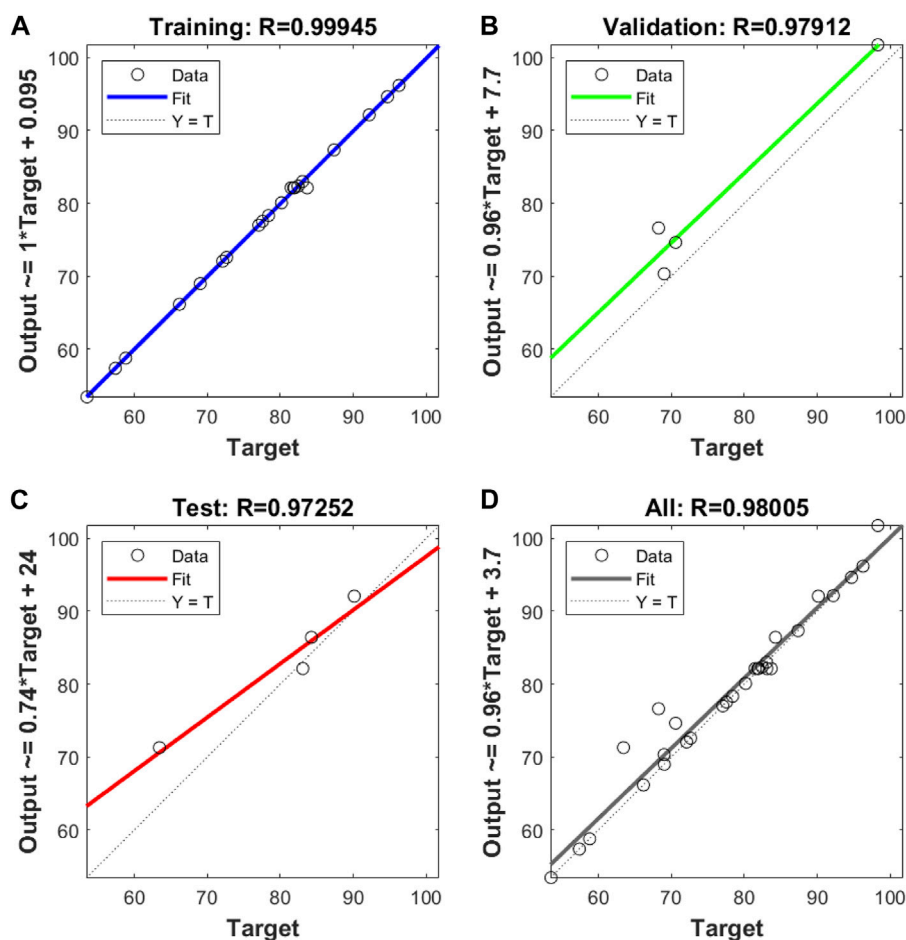 A
Training: R=0.99945
Output ~= 1*Target + 0.095
100
90
80
70
60
Data
Fit
Y = T
60 70 80 90 100
Target
B
Validation: R=0.97912
Output ~= 0.96*Target + 7.7
100
90
80
70
60
Data
Fit
Y = T
60 70 80 90 100
Target
C
Test: R=0.97252
Output ~= 0.74*Target + 24
100
90
80
70
60
Data
Fit
Y = T
60 70 80 90 100
Target
D
All: R=0.98005
Output ~= 0.96*Target + 3.7
100
90
80
70
60
Data
Fit
Y = T
60 70 80 90 100
Target